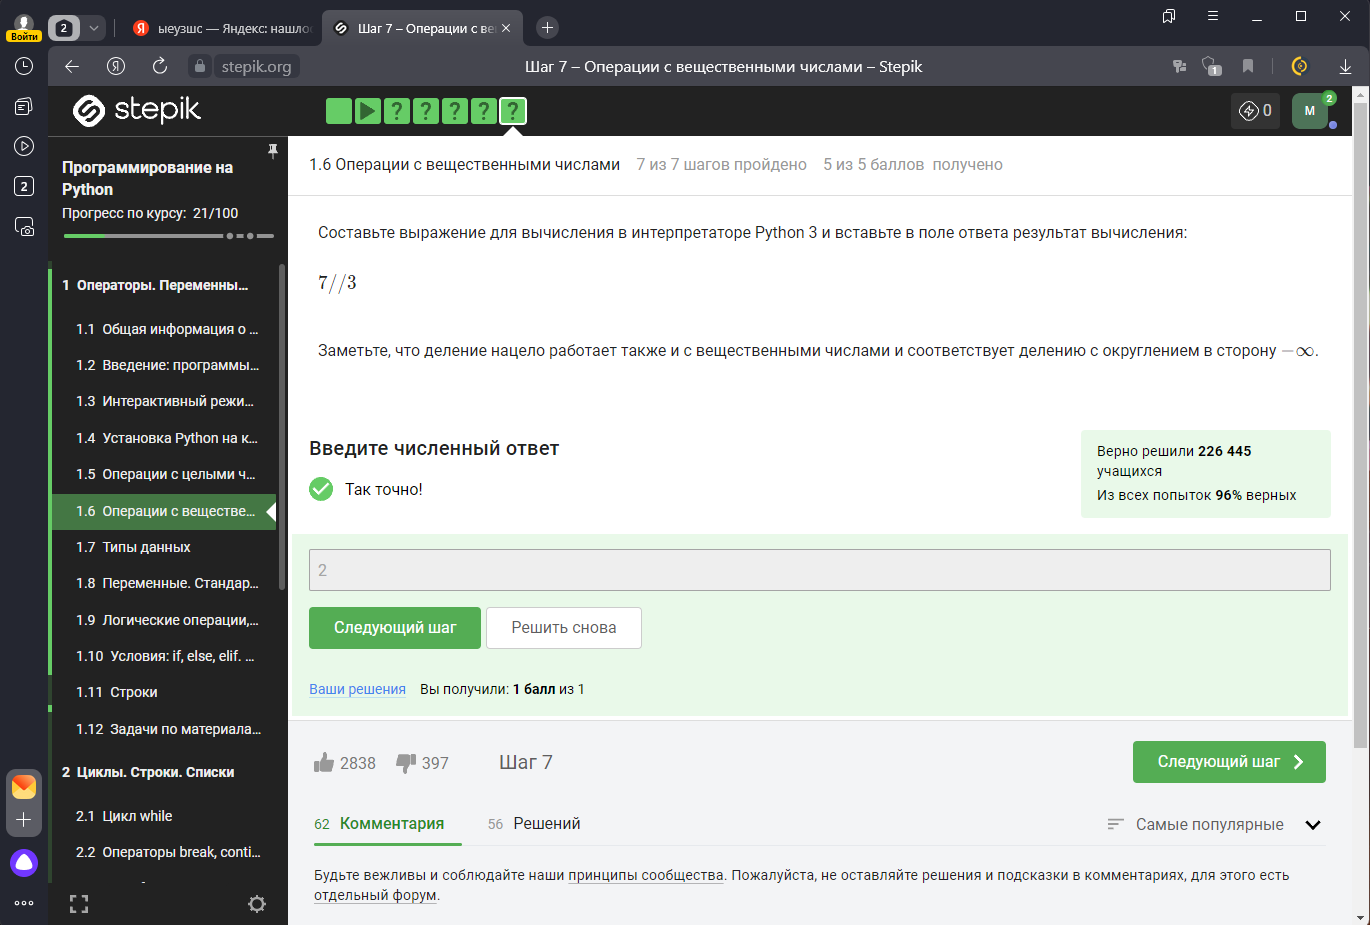 Войти
2
ыеузшс — Яндекс: нашло
Шаг 7 – Операции с ве
stepik.org
Шаг 7 – Операции с вещественными числами – Stepik
1
2
stepik
? ? ? ? ?
0
М
2
Программирование на
Python
Прогресс по курсу: 21/100
1 Операторы. Переменны...
1.1 Общая информация о ...
1.2 Введение: программы...
1.3 Интерактивный режи...
1.4 Установка Python на к...
1.5 Операции с целыми ч...
1.6 Операции с веществе...
1.7 Типы данных
1.8 Переменные. Стандар...
1.9 Логические операции,...
1.10 Условия: if, else, elif. ...
1.11 Строки
1.12 Задачи по материала...
2 Циклы. Строки. Списки
2.1 Цикл while
2.2 Операторы break, conti...
1.6 Операции с вещественными числами 7 из 7 шагов пройдено 5 из 5 баллов получено
Составьте выражение для вычисления в интерпретаторе Python 3 и вставьте в поле ответа результат вычисления:
7//3
Заметьте, что деление нацело работает также и с вещественными числами и соответствует делению с округлением в сторону −∞.
Введите численный ответ
Так точно!
Верно решили 226 445
учащихся
Из всех попыток 96% верных
2
Следующий шаг
Решить снова
Ваши решения Вы получили: 1 балл из 1
2838 397 Шаг 7
Следующий шаг
62 Комментария 56 Решений
Самые популярные
Будьте вежливы и соблюдайте наши принципы сообщества. Пожалуйста, не оставляйте решения и подсказки в комментариях, для этого есть
отдельный форум.